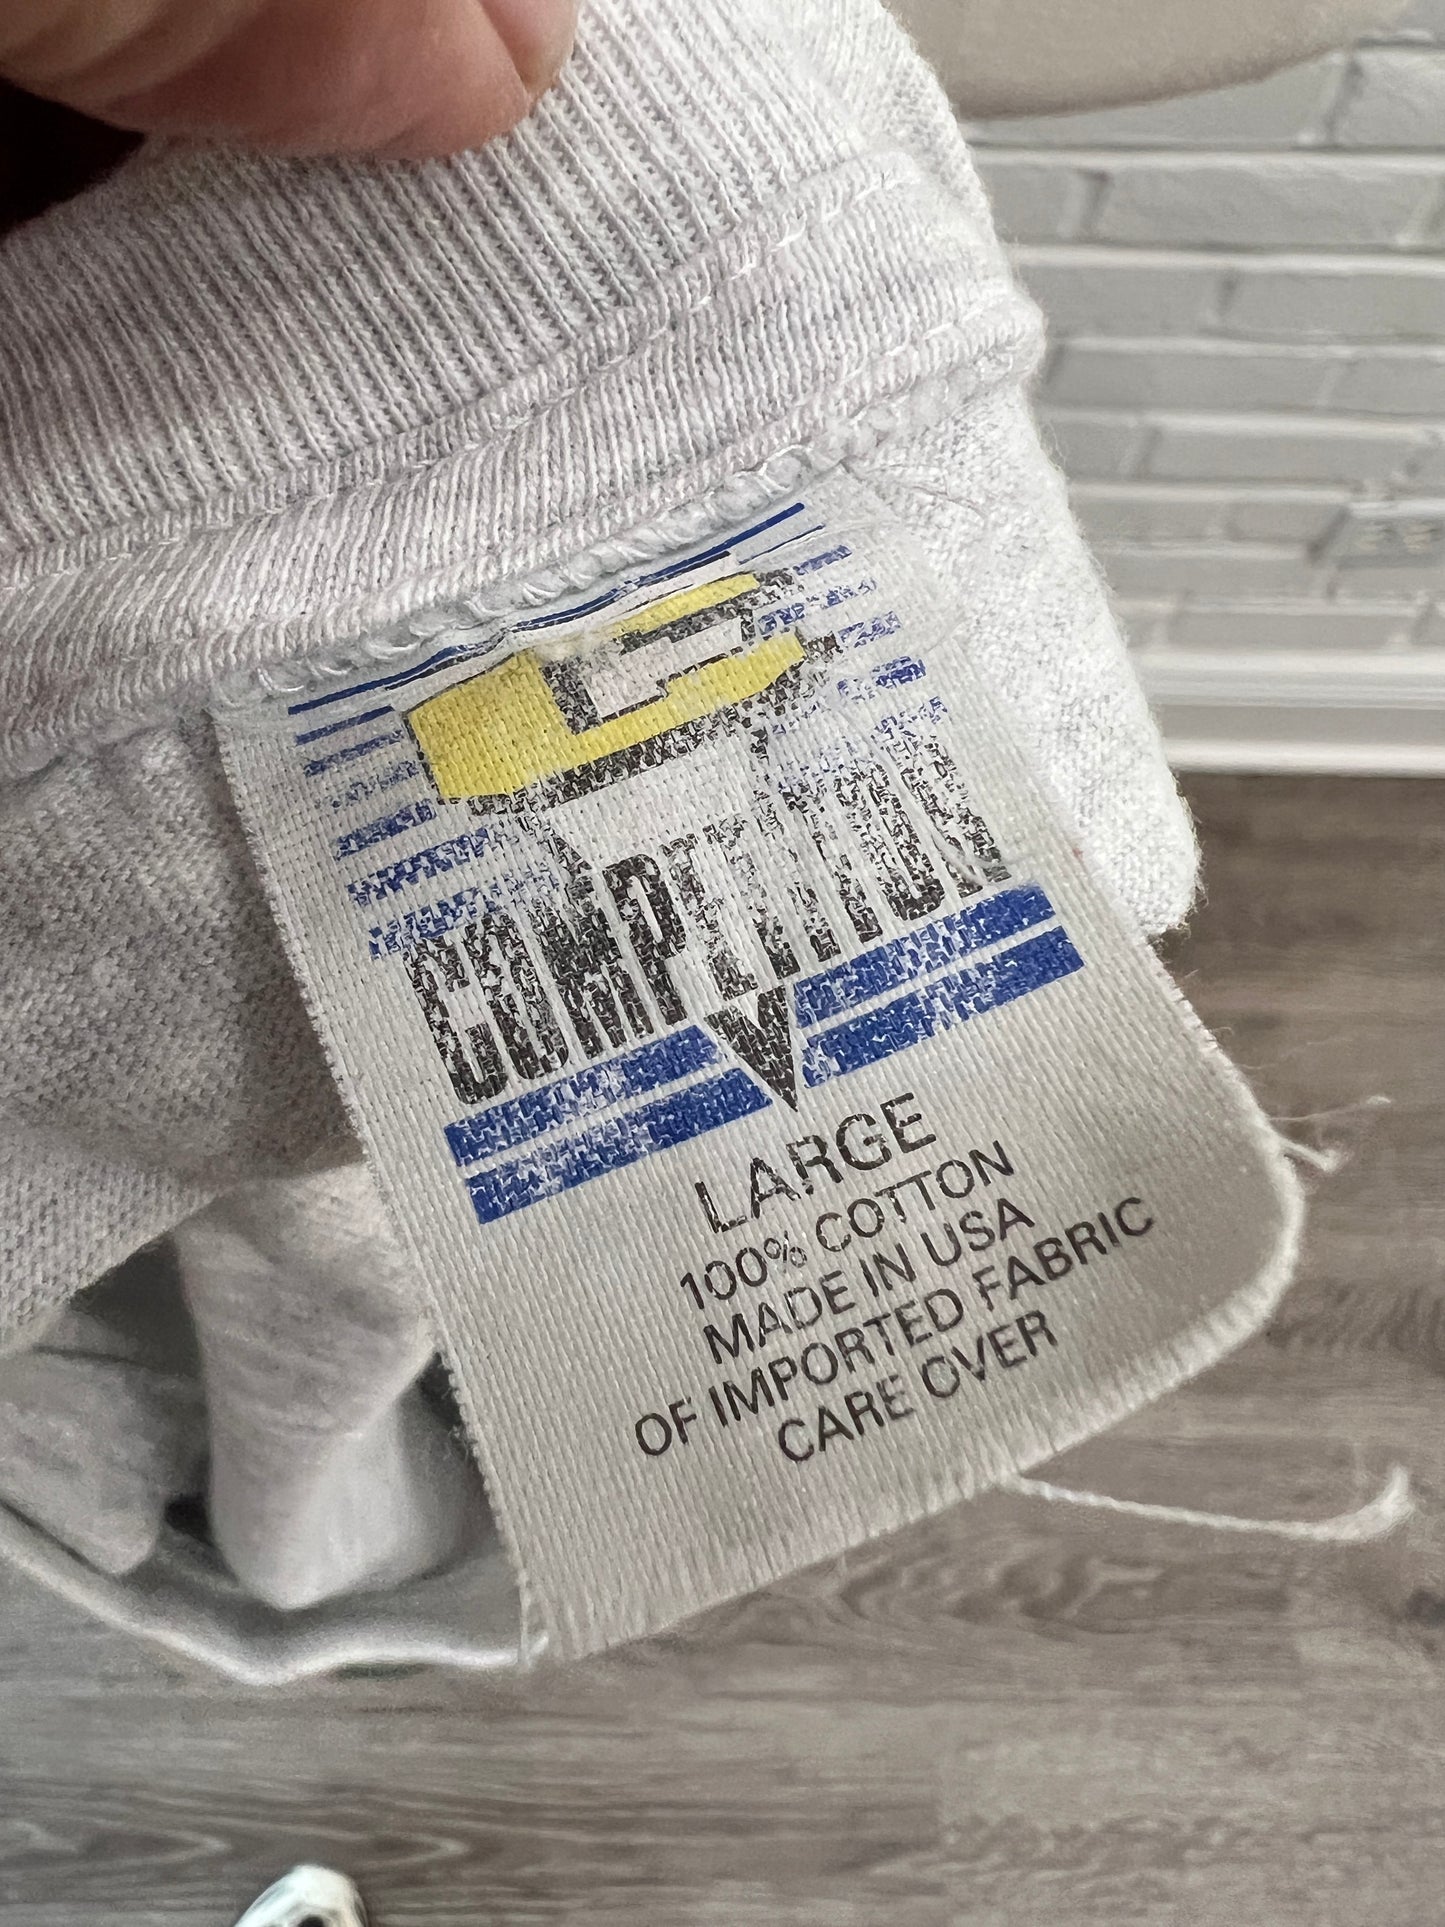 COMPETITOR
LARGE
100% COTTON
MADE IN USA
OF IMPORTED FABRIC
CARE OVER